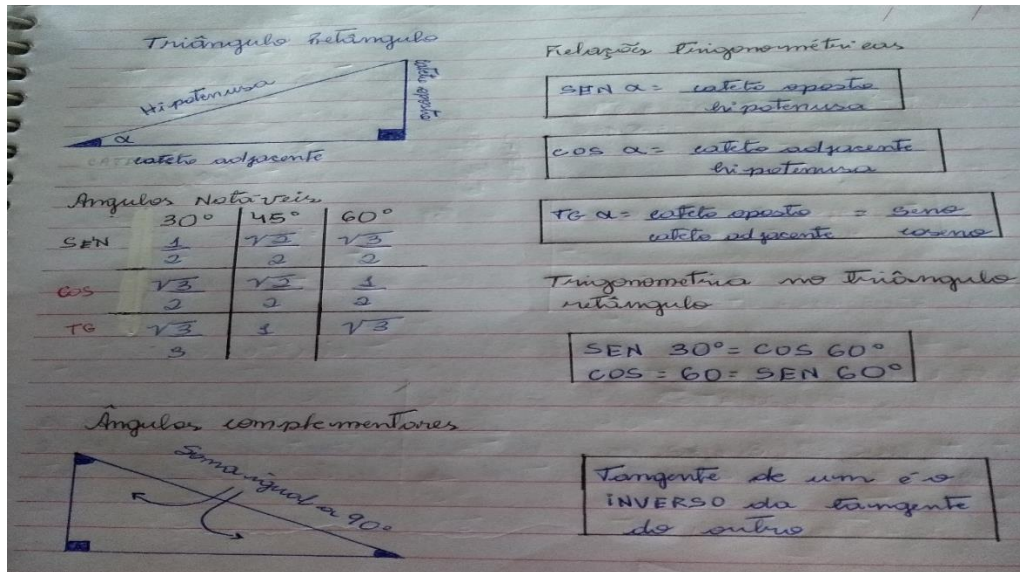 Triângulo Retângulo
Hipotenusa
cateto oposto
α
cateto adjacente
Angulos Notáveis
30° 45° 60°
SEN 1/2 √2/2 √3/2
COS √3/2 √2/2 1/2
TG √3/3 1 √3
Ângulos complementares
Soma igual a 90°
Relações trigonométricas
SEN α = cateto oposto
hipotenusa
COS α = cateto adjacente
hipotenusa
TG α = cateto oposto = seno
cateto adjacente cosseno
Trigonometria no triângulo
retângulo
SEN 30° = COS 60°
COS = 60 = SEN 60°
Tangente de um é o
INVERSO da tangente
do outro